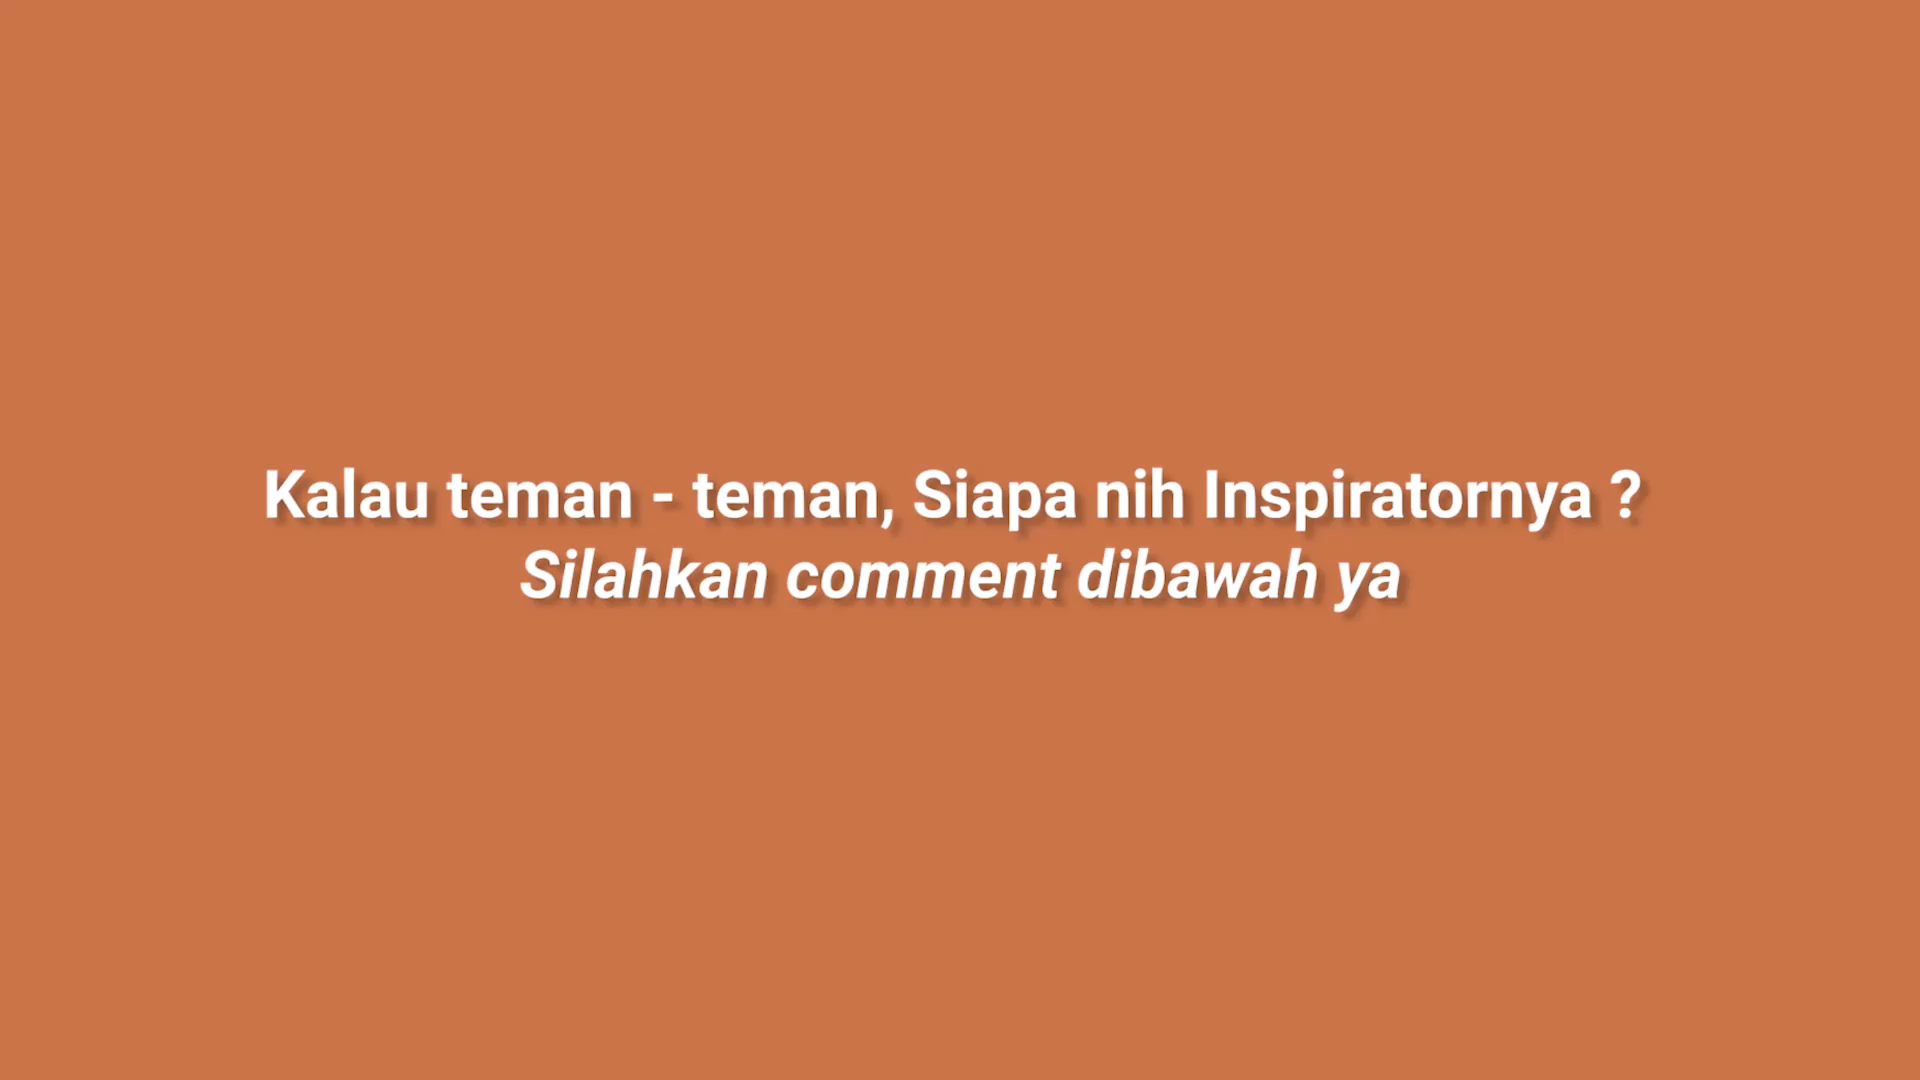 Kalau teman - teman, Siapa nih Inspiratornya ?
Silahkan comment dibawah ya